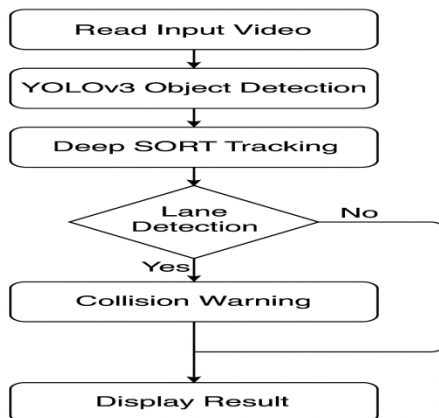 Read Input Video
YOLOv3 Object Detection
Deep SORT Tracking
Lane
Detection
No
Yes
Collision Warning
Display Result